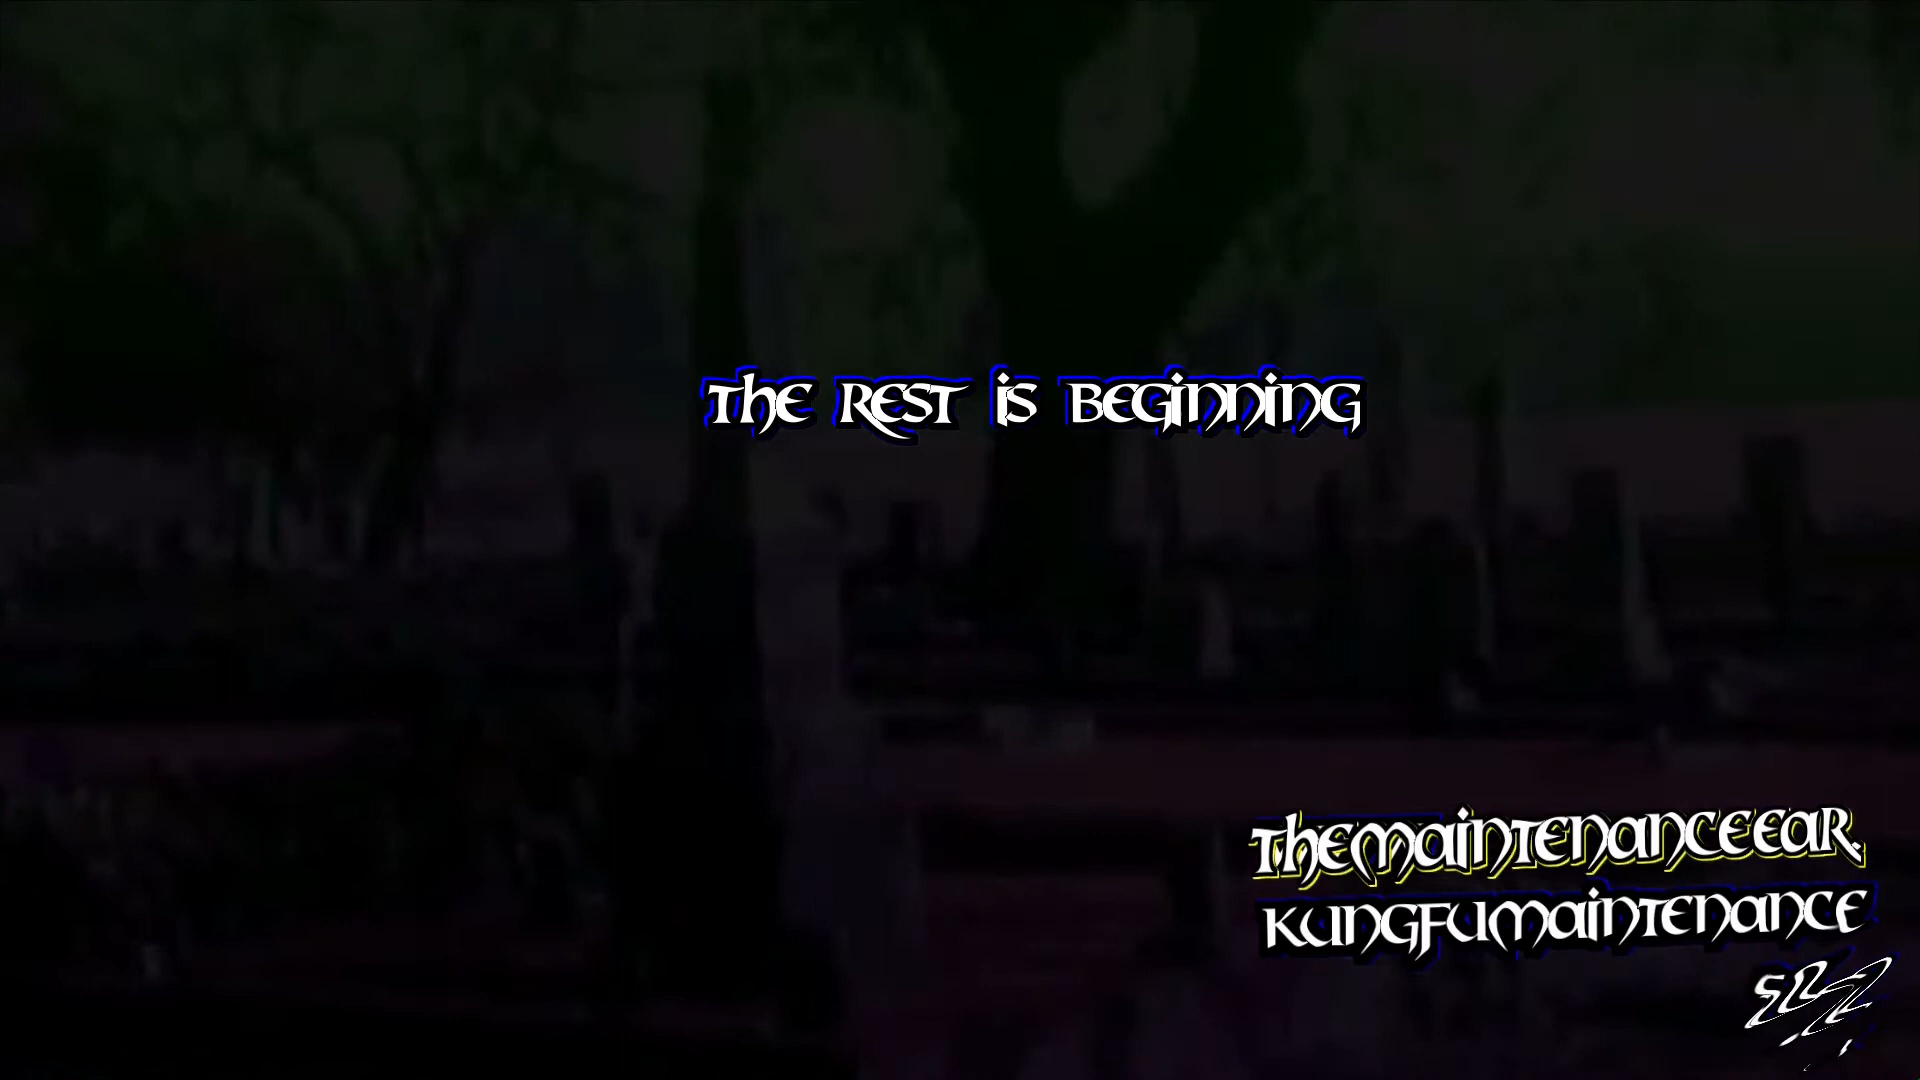 THE REST IS BEGINNING
THEMAINTENANCEEAR.
KUNGFUMAINTENANCE